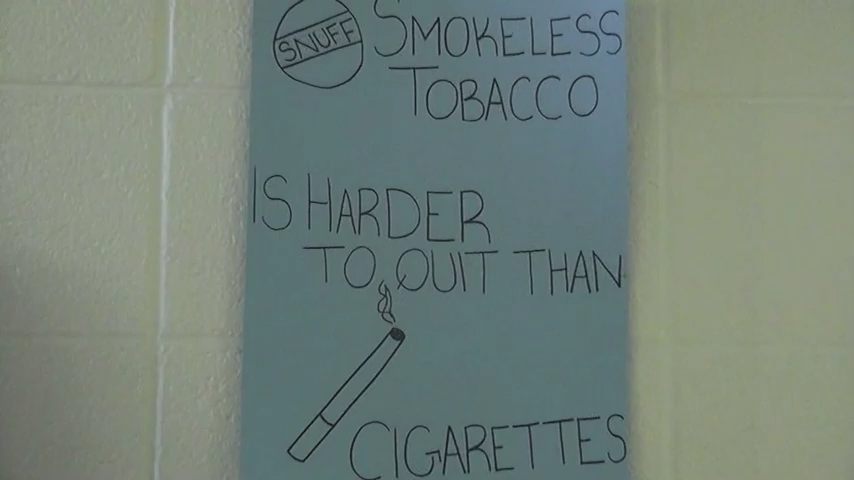 SNUFF
SMOKELESS
TOBACCO
IS HARDER
TO QUIT THAN
CIGARETTES